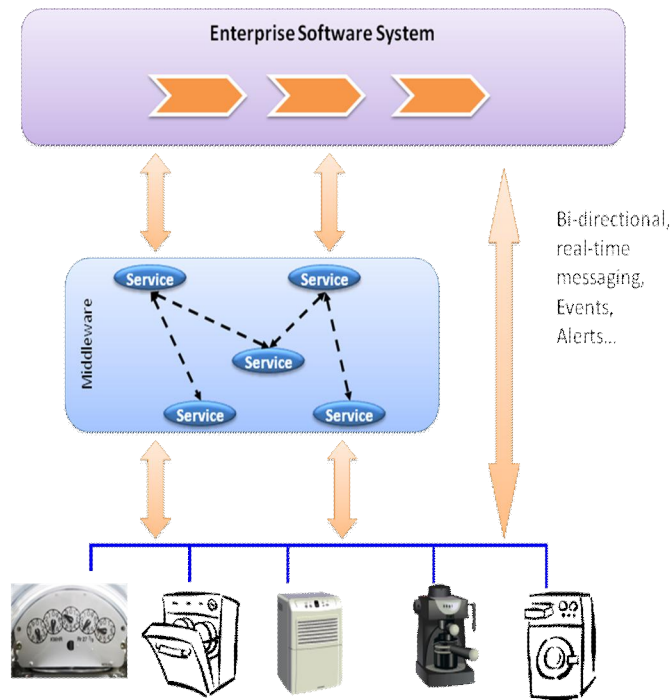 Enterprise Software System
Bi-directional,
real-time
messaging,
Events,
Alerts...
Middleware
Service
Service
Service
Service
Service